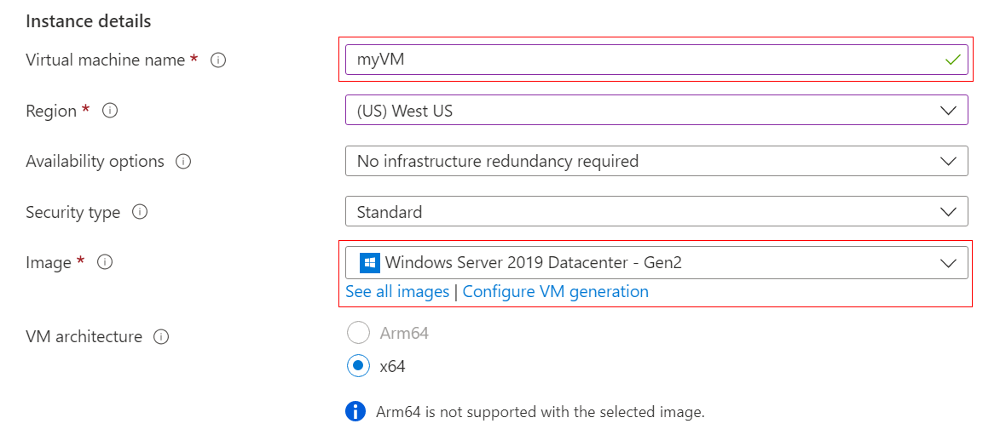 Instance details
Virtual machine name * myVM
Region * (US) West US
Availability options No infrastructure redundancy required
Security type Standard
Image * Windows Server 2019 Datacenter - Gen2
See all images | Configure VM generation
VM architecture
Arm64
x64
Arm64 is not supported with the selected image.